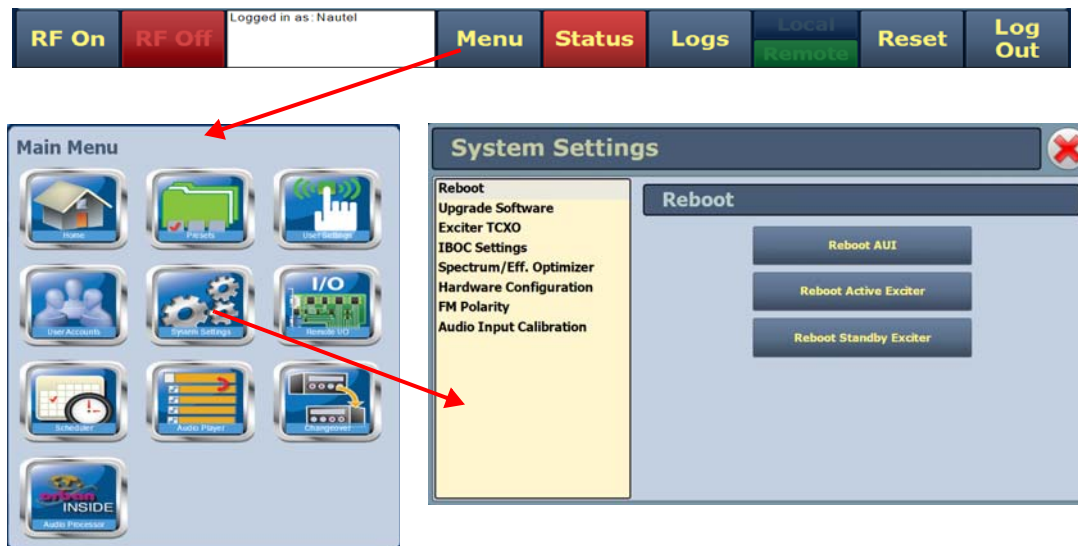 RF On
RF Off
Logged in as: Nautel
Menu
Status
Logs
Local
Remote
Reset
Log
Out
Main Menu
Home
Presets
User Settings
User Accounts
System Settings
I/O
Remote I/O
Scheduler
Audio Player
Changeover
orban
INSIDE
Audio Processor
System Settings
Reboot
Upgrade Software
Exciter TCXO
IBOC Settings
Spectrum/Eff. Optimizer
Hardware Configuration
FM Polarity
Audio Input Calibration
Reboot
Reboot AUI
Reboot Active Exciter
Reboot Standby Exciter